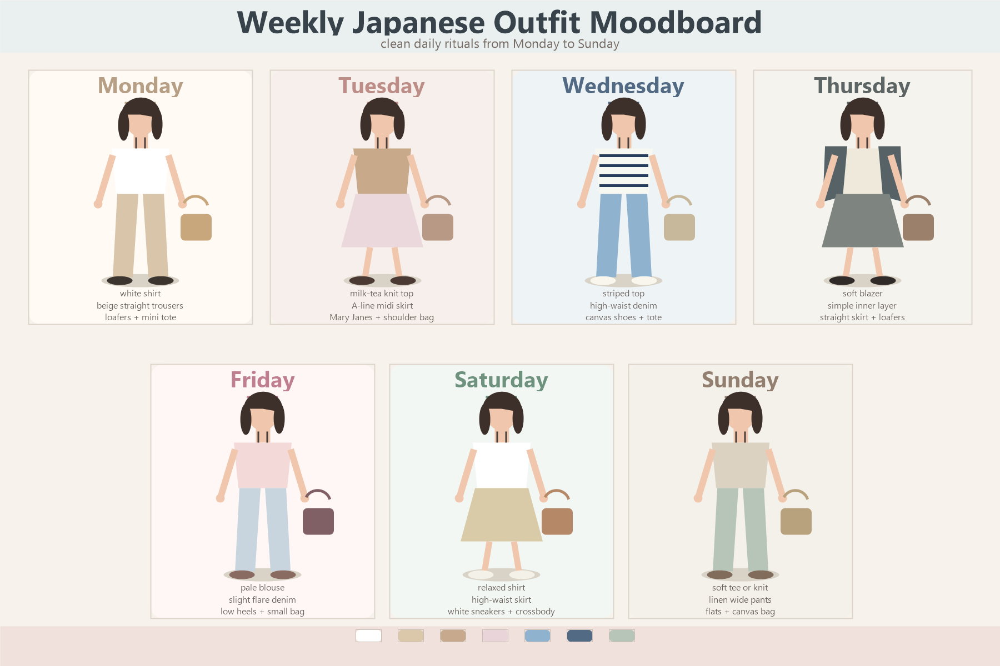 Weekly Japanese Outfit Moodboard
clean daily rituals from Monday to Sunday
Monday
white shirt
beige straight trousers
loafers + mini tote
Tuesday
milk-tea knit top
A-line midi skirt
Mary Janes + shoulder bag
Wednesday
striped top
high-waist denim
canvas shoes + tote
Thursday
soft blazer
simple inner layer
straight skirt + loafers
Friday
pale blouse
slight flare denim
low heels + small bag
Saturday
relaxed shirt
high-waist skirt
white sneakers + crossbody
Sunday
soft tee or knit
linen wide pants
flats + canvas bag